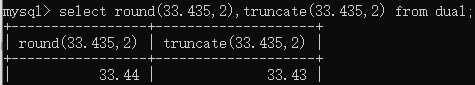 mysql> select round(33.435,2),truncate(33.435,2) from dual;
+-----------------+--------------------+
| round(33.435,2) | truncate(33.435,2) |
+-----------------+--------------------+
|           33.44 |              33.43 |